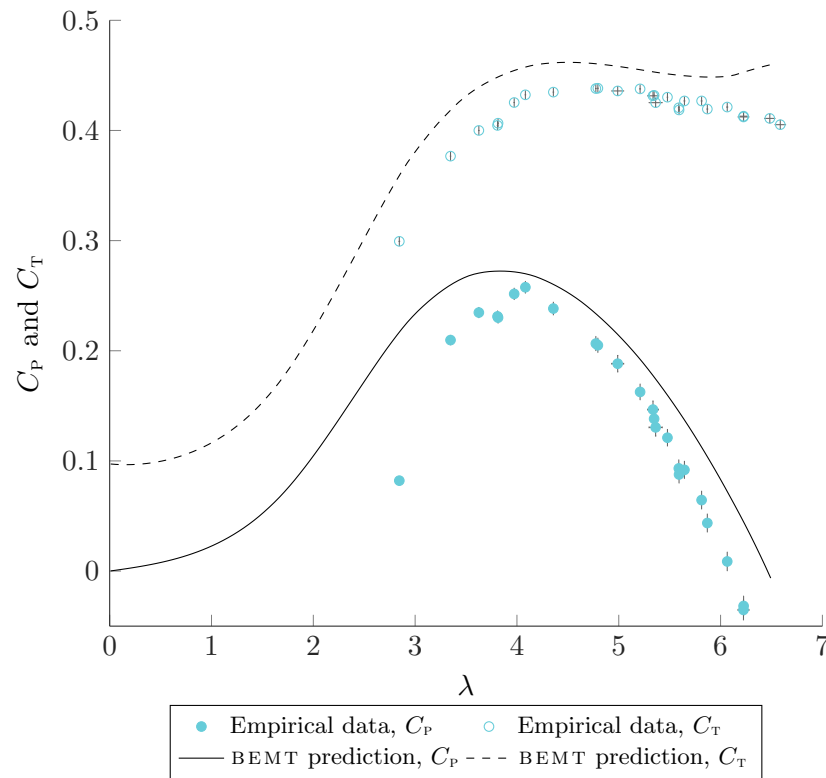 0.5
0.4
0.3
0.2
0.1
0
C_P and C_T
0 1 2 3 4 5 6 7
λ
Empirical data, C_P Empirical data, C_T
BEMT prediction, C_P BEMT prediction, C_T